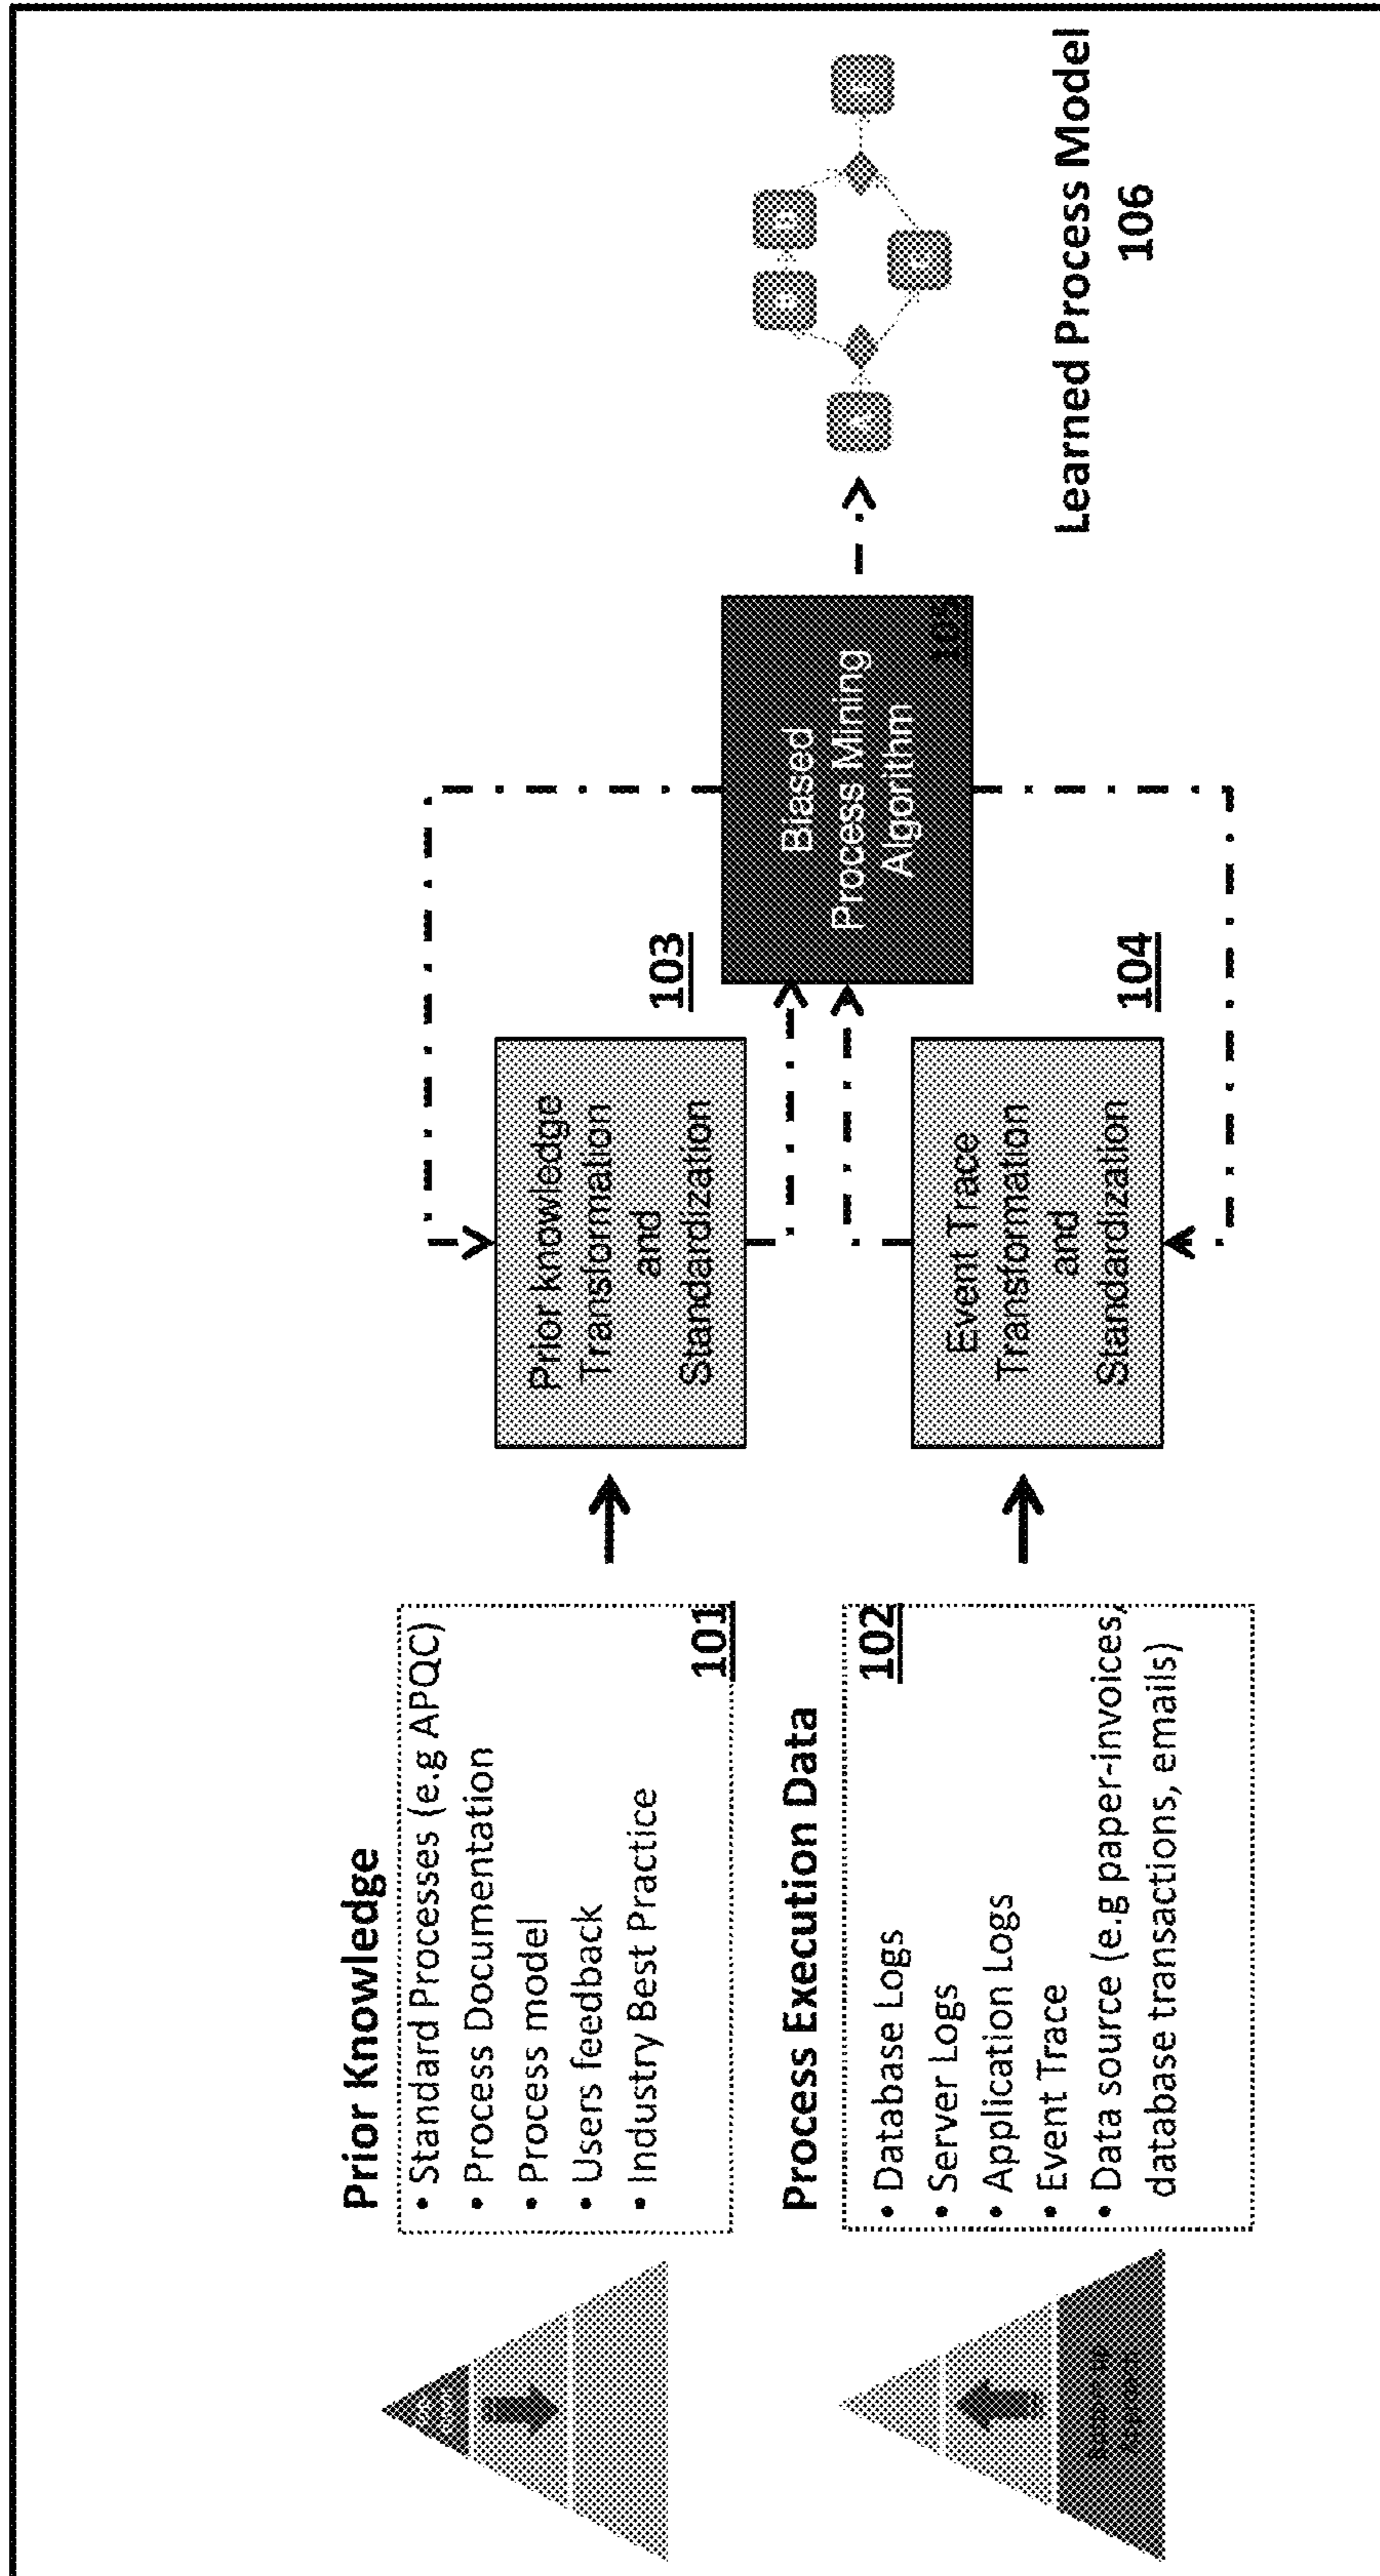 Prior Knowledge
• Standard Processes (e.g APQC)
• Process Documentation
• Process model
• Users feedback
• Industry Best Practice
101
Process Execution Data
102
• Database Logs
• Server Logs
• Application Logs
• Event Trace
• Data source (e.g paper-invoices,
database transactions, emails)
Prior knowledge
Transformation
and
Standardization
103
Event Trace
Transformation
and
Standardization
104
Biased
Process Mining
Algorithm
105
Learned Process Model
106